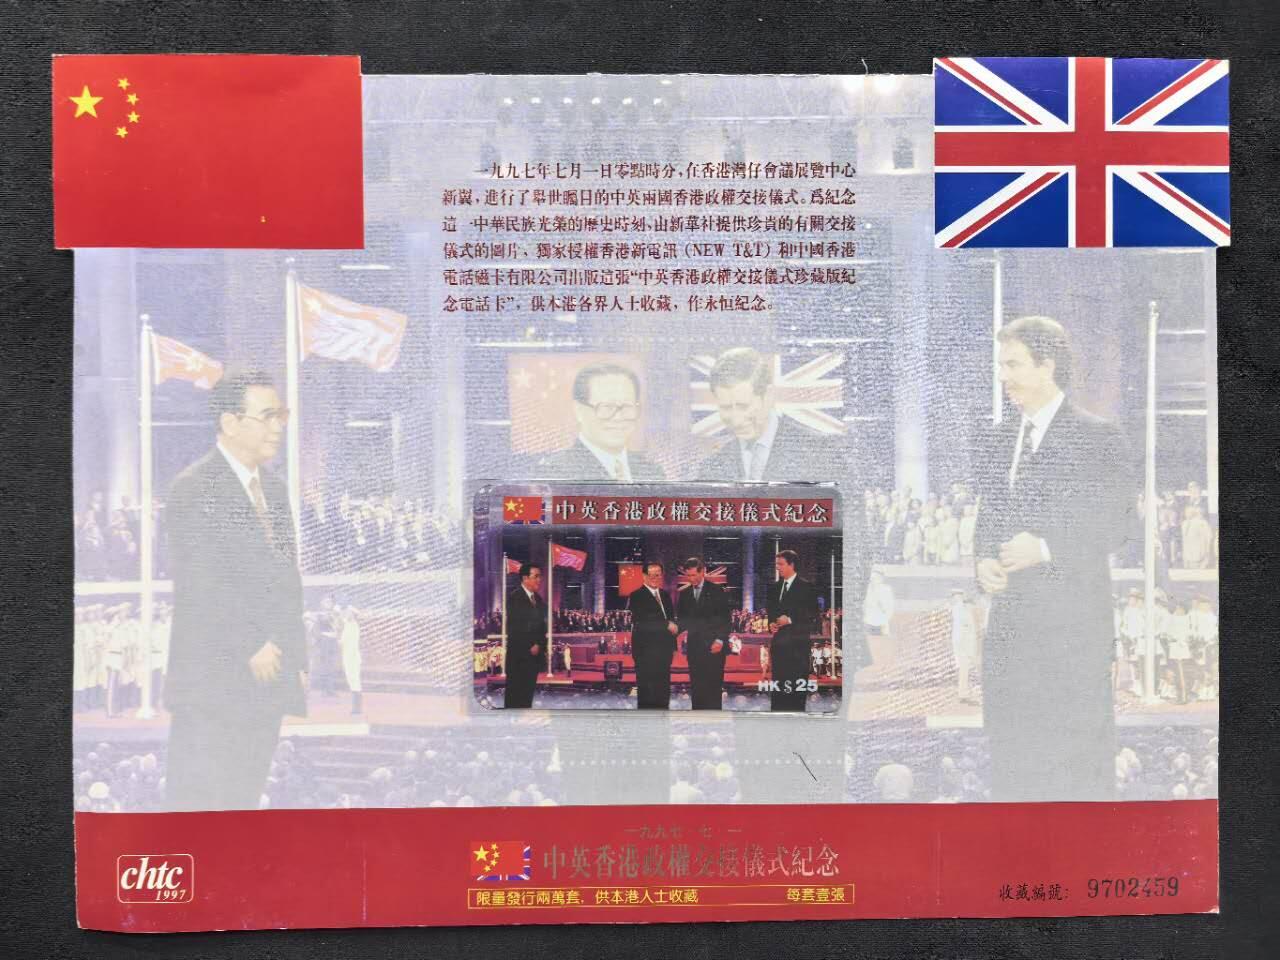 一九九七年七月一日零點時分，在香港灣仔會議展覽中心
新翼，進行了舉世矚目的中英兩國香港政權交接儀式。爲紀念
這一中華民族光榮的歷史時刻、由新華社提供珍貴的有關交接
儀式的圖片、獨家授權香港新電訊（NEW T&T）和中國香港
電話磁卡有限公司出版這張“中英香港政權交接儀式珍藏版紀
念電話卡”，供本港各界人士收藏，作永恒紀念。
中英香港政權交接儀式紀念
HK $ 25
一九九七·七·一
中英香港政權交接儀式紀念
限量發行兩萬套，供本港人士收藏 每套壹張
chtc
1997
收藏編號： 9702459